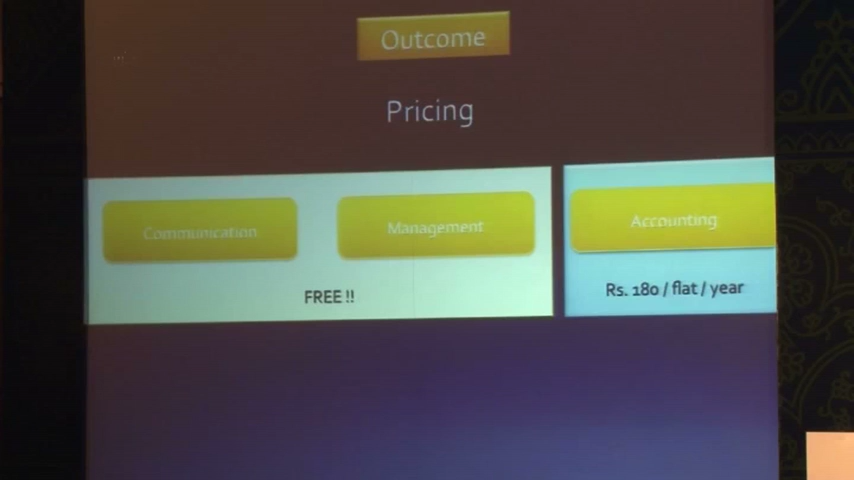 Outcome
Pricing
Communication
Management
Accounting
FREE !!
Rs. 180 / flat / year